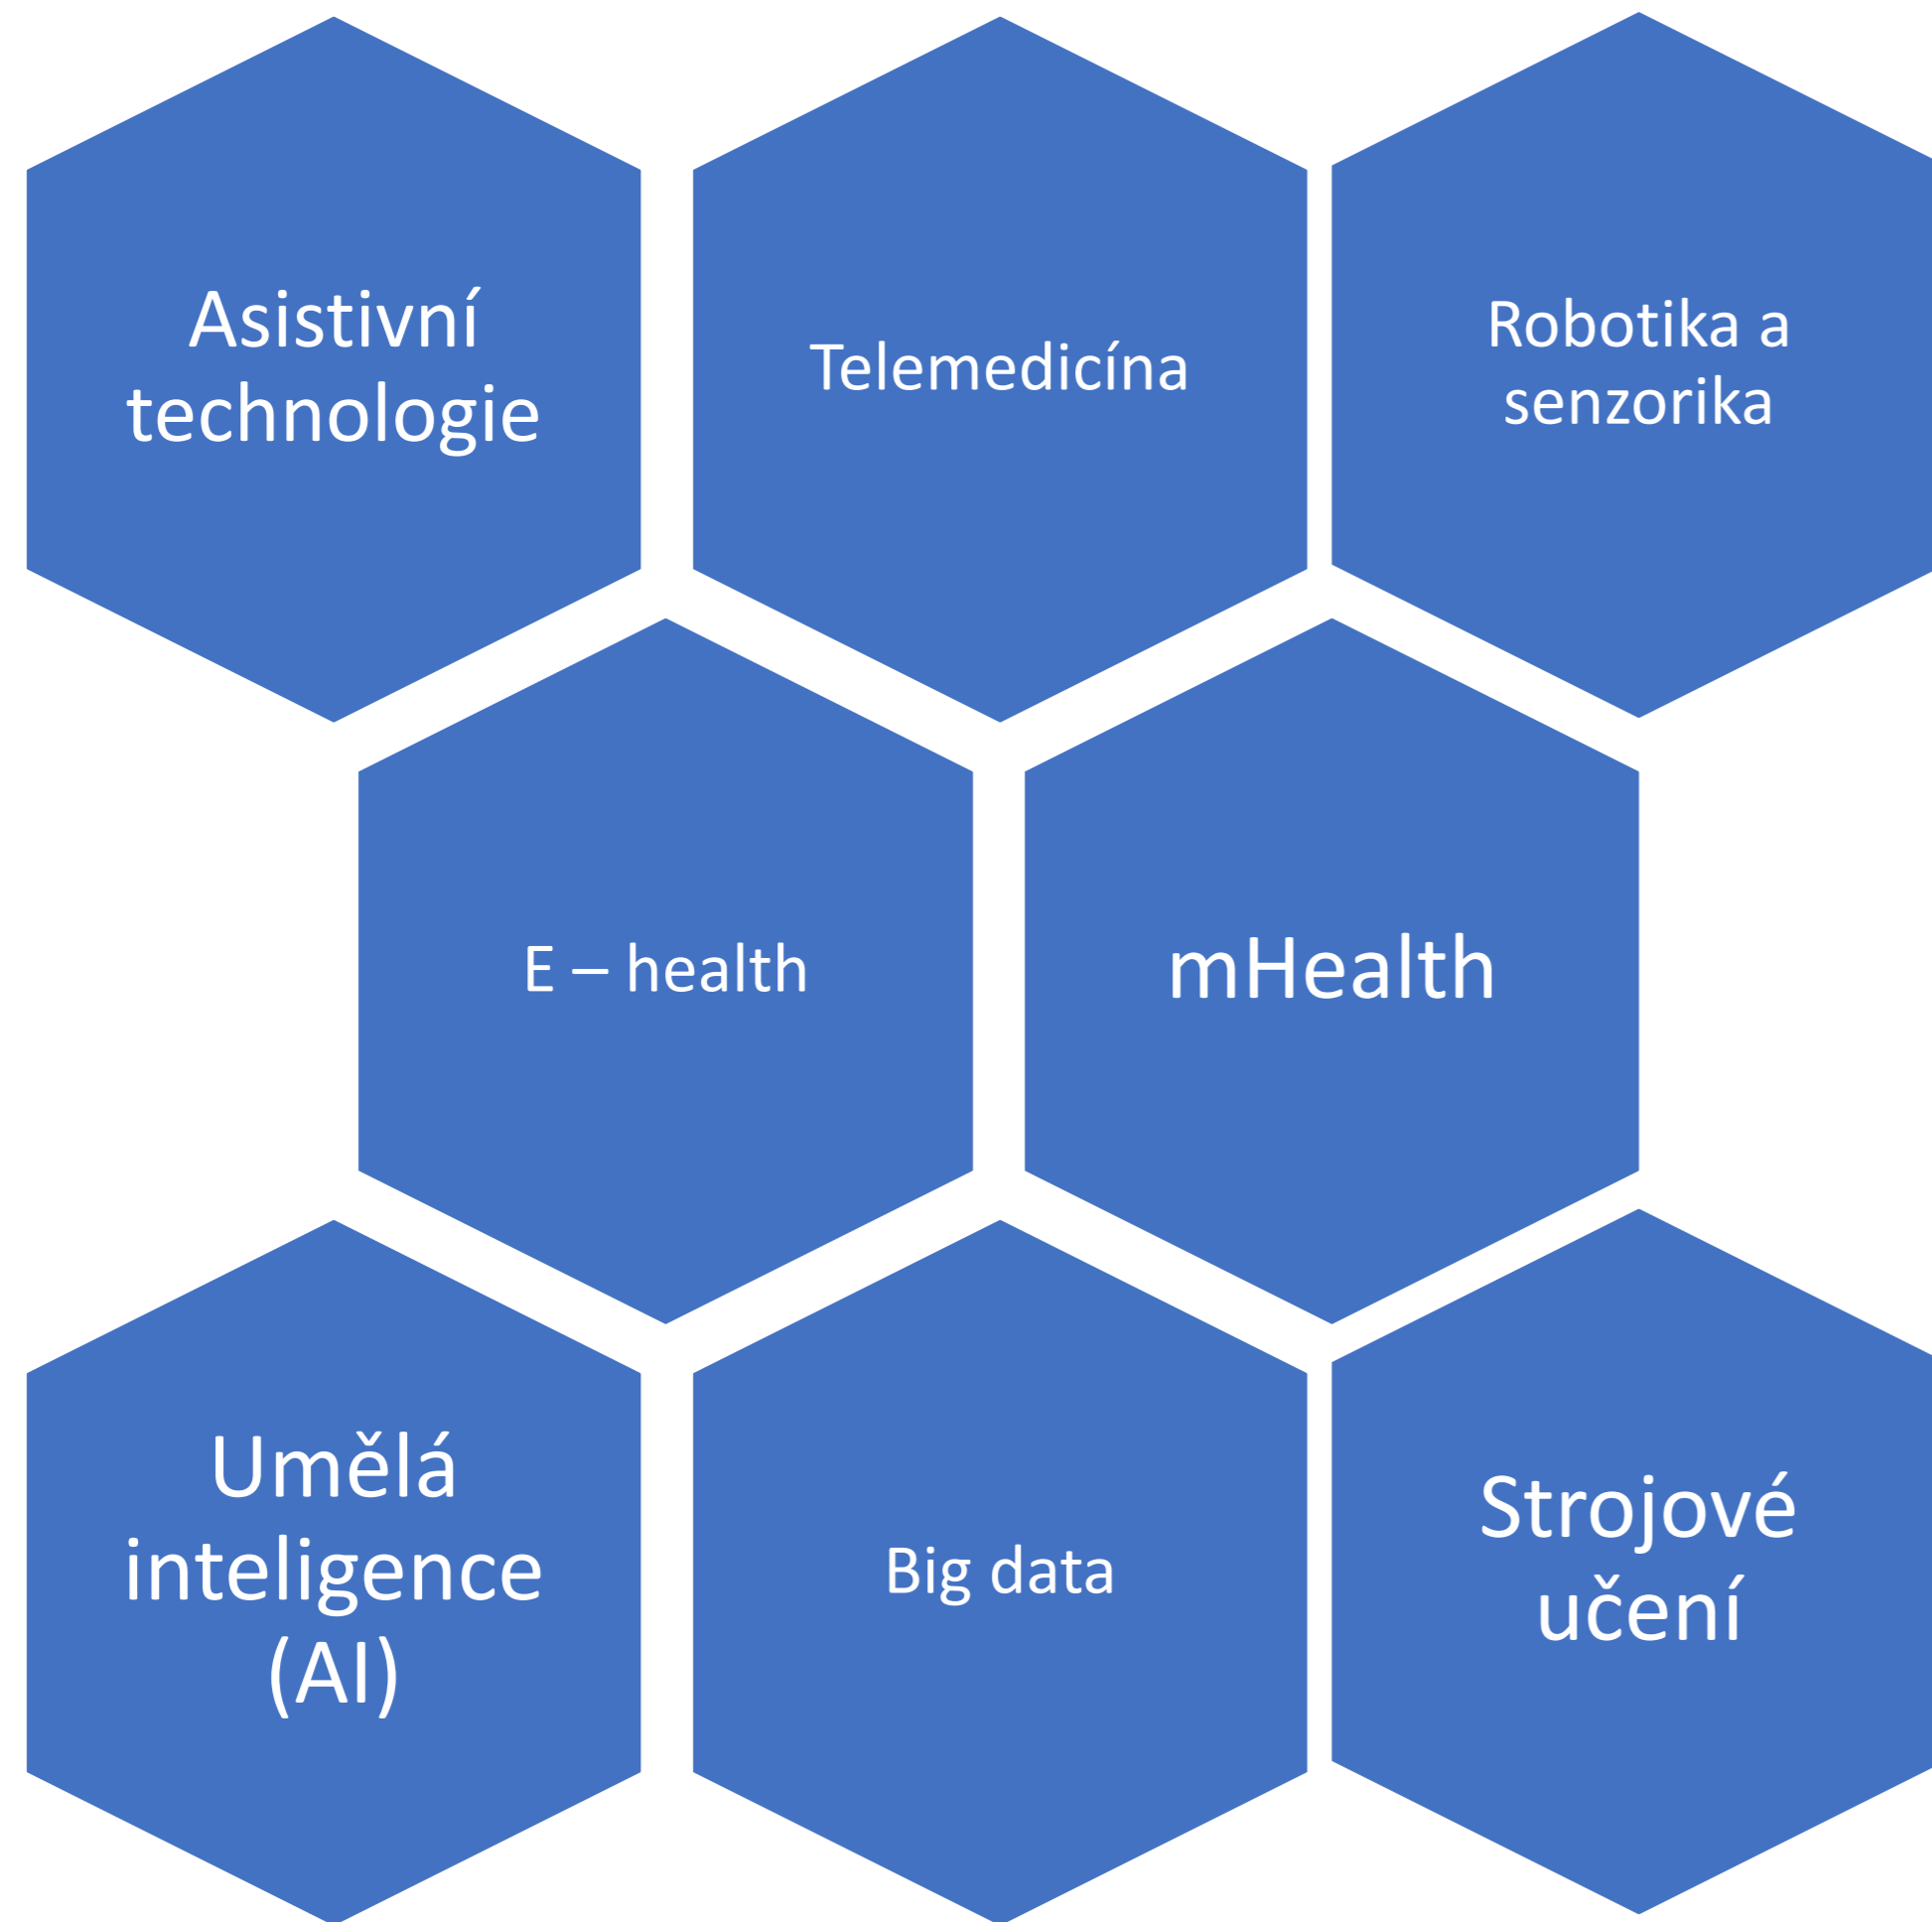 Asistivní
technologie
Telemedicína
Robotika a
senzorika
E – health
mHealth
Umělá
inteligence
(AI)
Big data
Strojové
učení